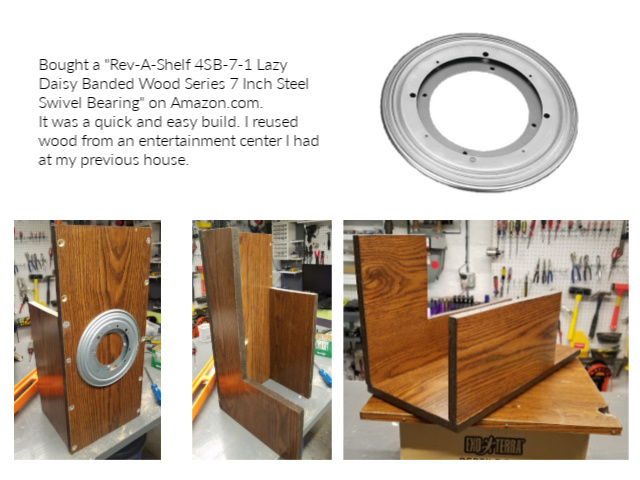 Bought a "Rev-A-Shelf 4SB-7-1 Lazy
Daisy Banded Wood Series 7 Inch Steel
Swivel Bearing" on Amazon.com.
It was a quick and easy build. I reused
wood from an entertainment center I had
at my previous house.
EXO TERRA